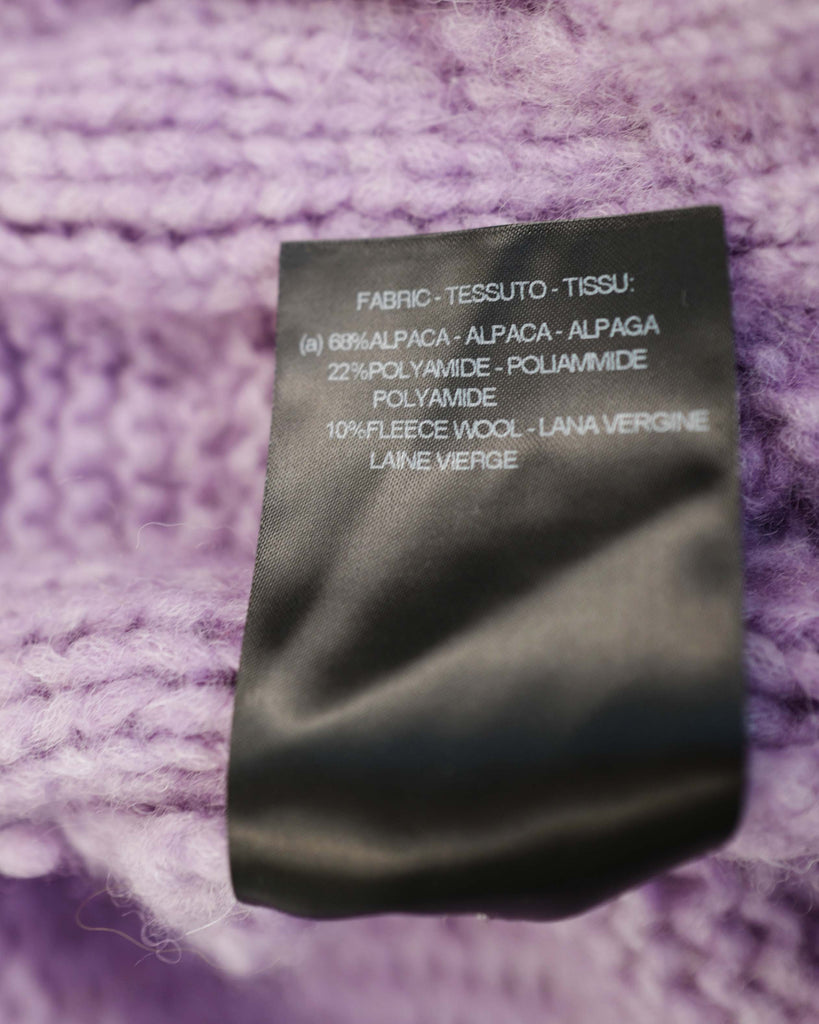 FABRIC - TESSUTO - TISSU:
(a) 68%ALPACA - ALPACA - ALPAGA
22%POLYAMIDE - POLIAMMIDE
POLYAMIDE
10%FLEECE WOOL - LANA VERGINE
LAINE VIERGE